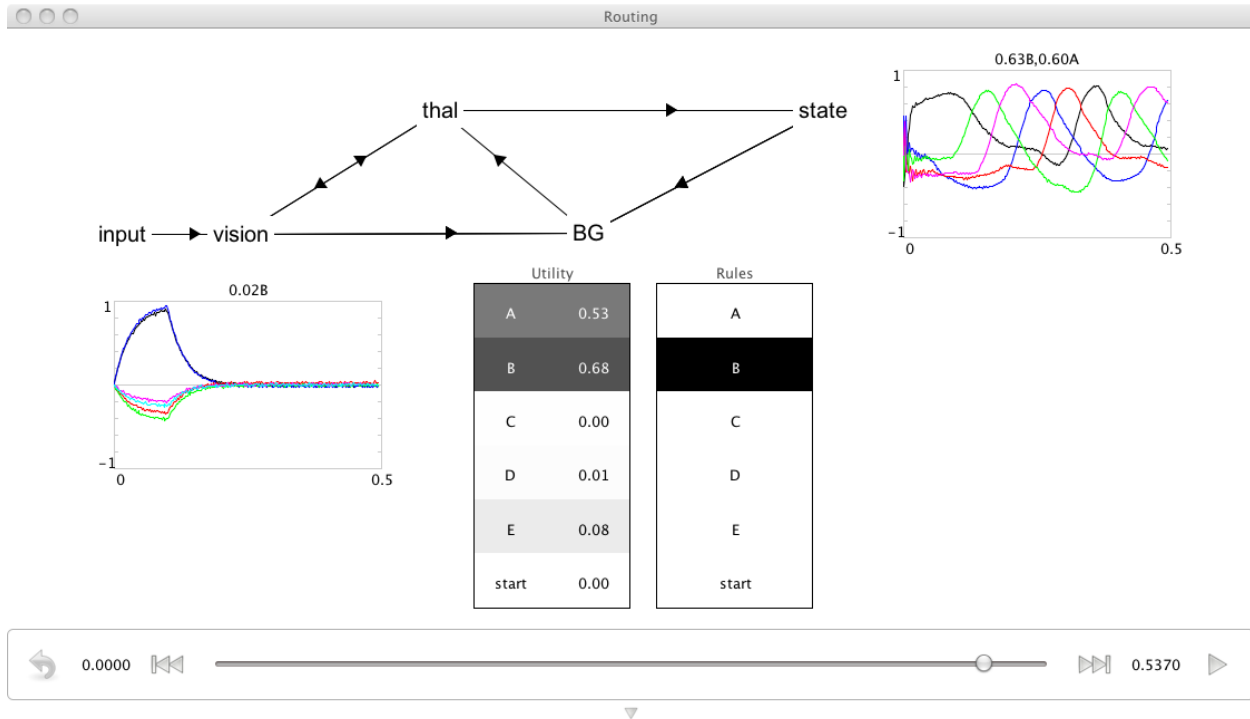 Routing
0.63B,0.60A
1
-1
0 0.5
thal
state
input
vision
BG
0.02B
1
-1
0 0.5
Utility
A 0.53
B 0.68
C 0.00
D 0.01
E 0.08
start 0.00
Rules
A
B
C
D
E
start
0.0000
0.5370